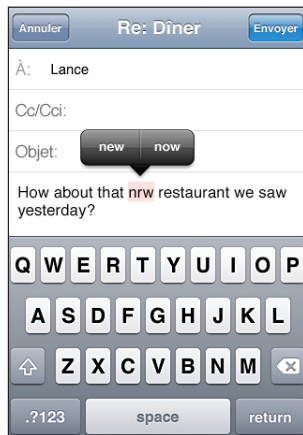 Annuler Re: Dîner Envoyer
À: Lance
Cc/Cci:
Objet:
new now
How about that nrw restaurant we saw
yesterday?
Q W E R T Y U I O P
A S D F G H J K L
Z X C V B N M
.?123 space return